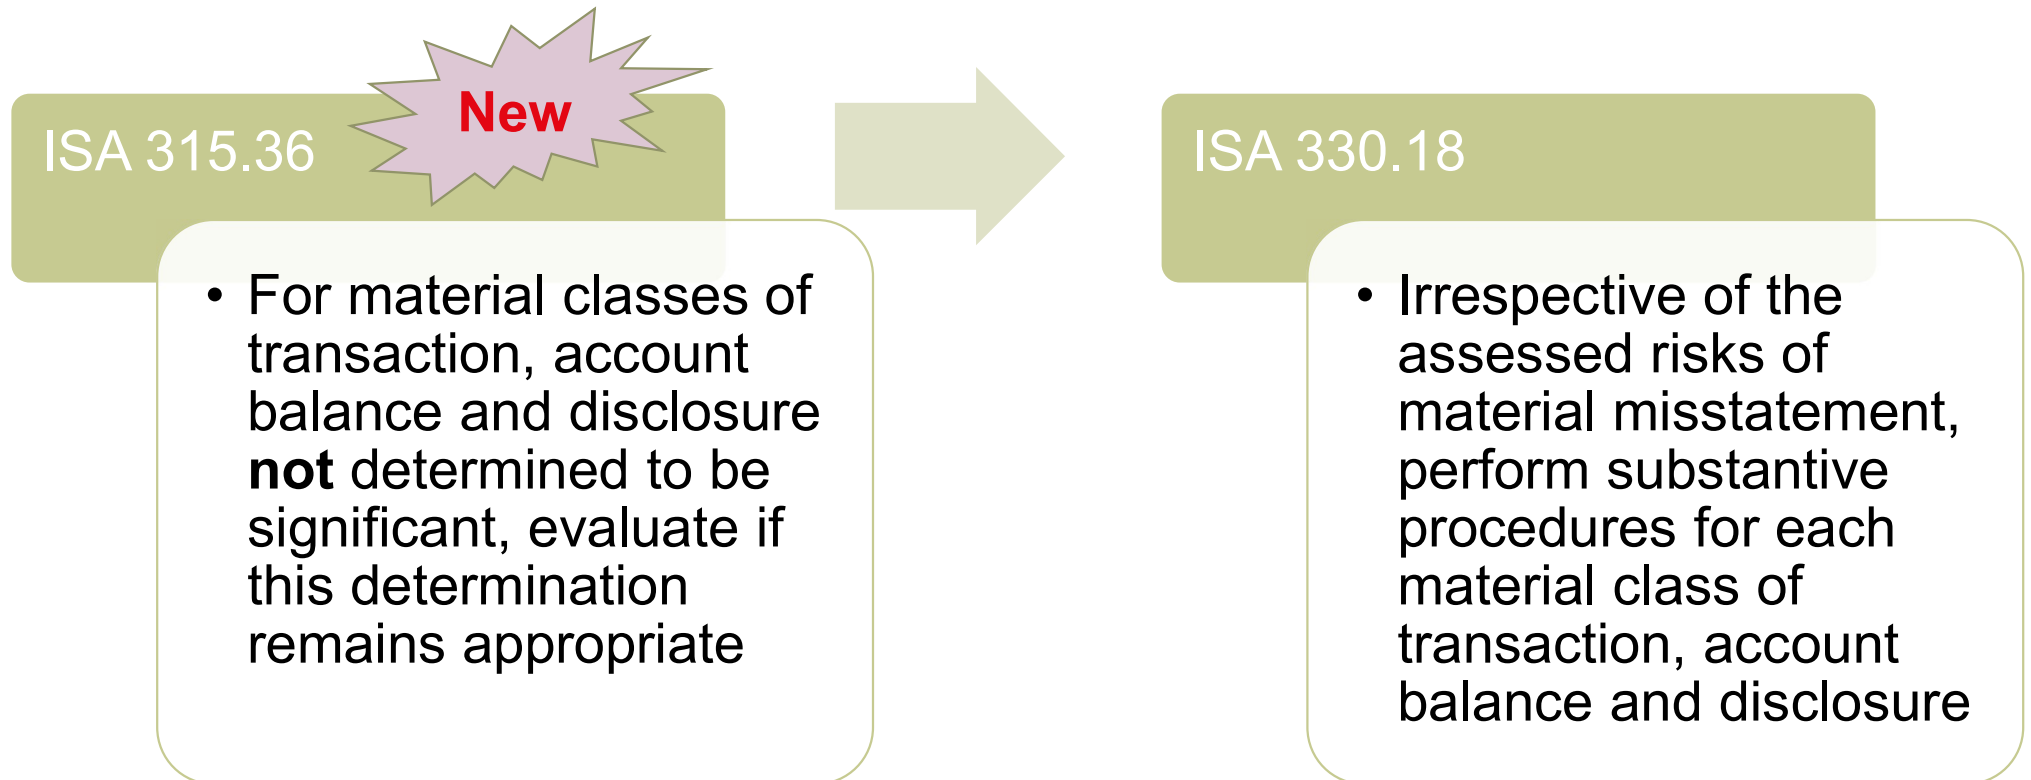 ISA 315.36
New
• For material classes of
transaction, account
balance and disclosure
not determined to be
significant, evaluate if
this determination
remains appropriate
ISA 330.18
• Irrespective of the
assessed risks of
material misstatement,
perform substantive
procedures for each
material class of
transaction, account
balance and disclosure